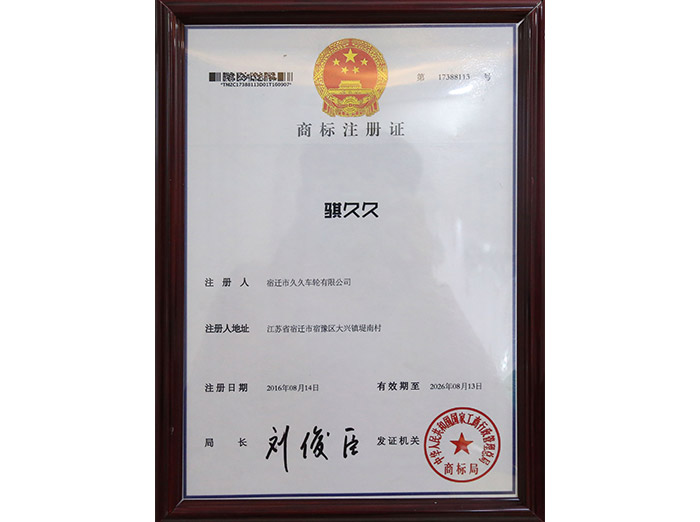 *TM2C17388113D01T160907*
第 17388113 号
商标注册证
骐久久
注册人 宿迁市久久车轮有限公司
注册人地址 江苏省宿迁市宿豫区大兴镇堤南村
注册日期 2016年08月14日 有效期至 2026年08月13日
局长 刘俊臣 发证机关
中华人民共和国国家工商行政管理总局
商标局